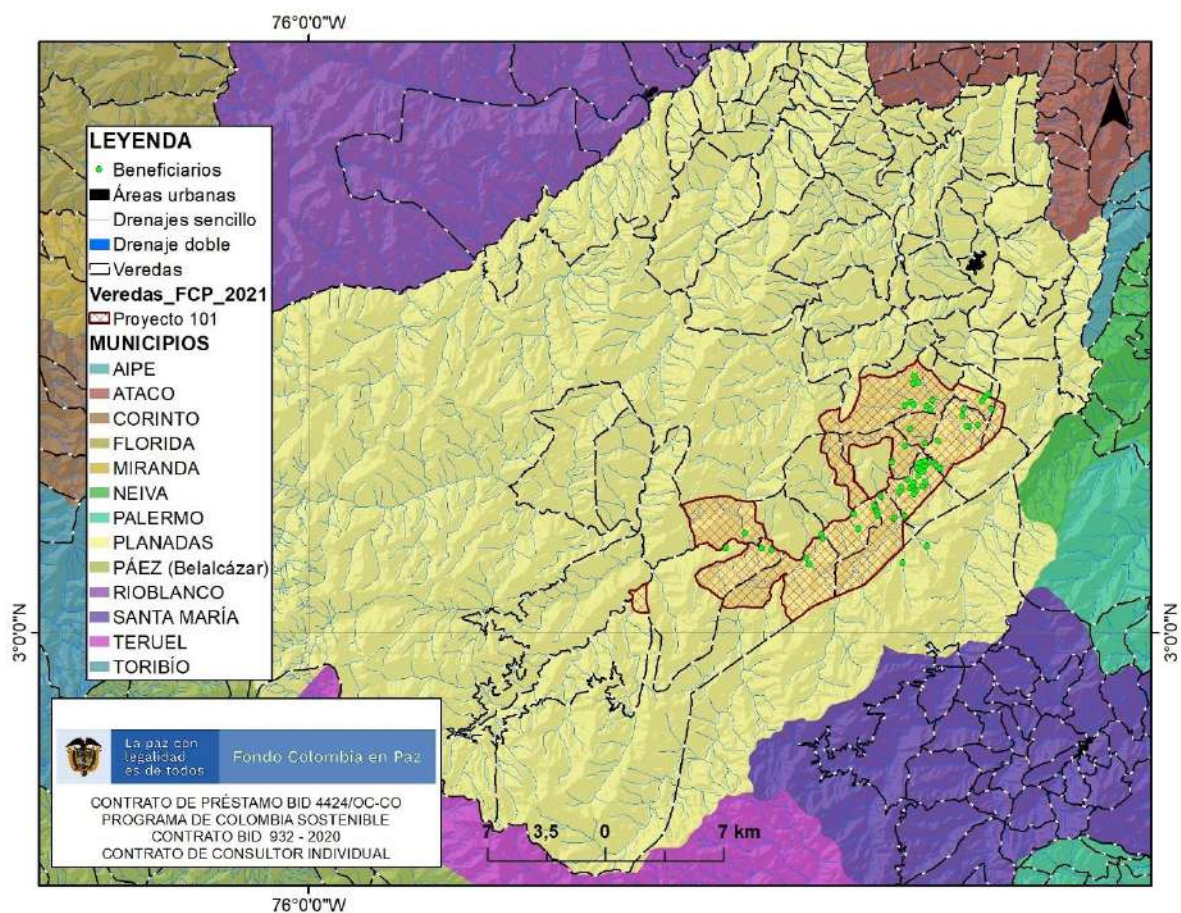 76°0'0"W
LEYENDA
Beneficiarios
Áreas urbanas
Drenajes sencillo
Drenaje doble
Veredas
Veredas_FCP_2021
Proyecto 101
MUNICIPIOS
AIPE
ATACO
CORINTO
FLORIDA
MIRANDA
NEIVA
PALERMO
PLANADAS
PÁEZ (Belalcázar)
RIOBLANCO
SANTA MARÍA
TERUEL
TORIBÍO
3°0'0"N
3°0'0"N
La paz con
legalidad
es de todos
Fondo Colombia en Paz
CONTRATO DE PRÉSTAMO BID 4424/OC-CO
PROGRAMA DE COLOMBIA SOSTENIBLE
CONTRATO BID 932 - 2020
CONTRATO DE CONSULTOR INDIVIDUAL
7 3,5 0 7 km
76°0'0"W